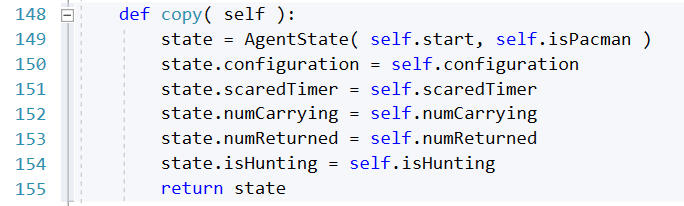 148 def copy( self ):
149 state = AgentState( self.start, self.isPacman )
150 state.configuration = self.configuration
151 state.scaredTimer = self.scaredTimer
152 state.numCarrying = self.numCarrying
153 state.numReturned = self.numReturned
154 state.isHunting = self.isHunting
155 return state